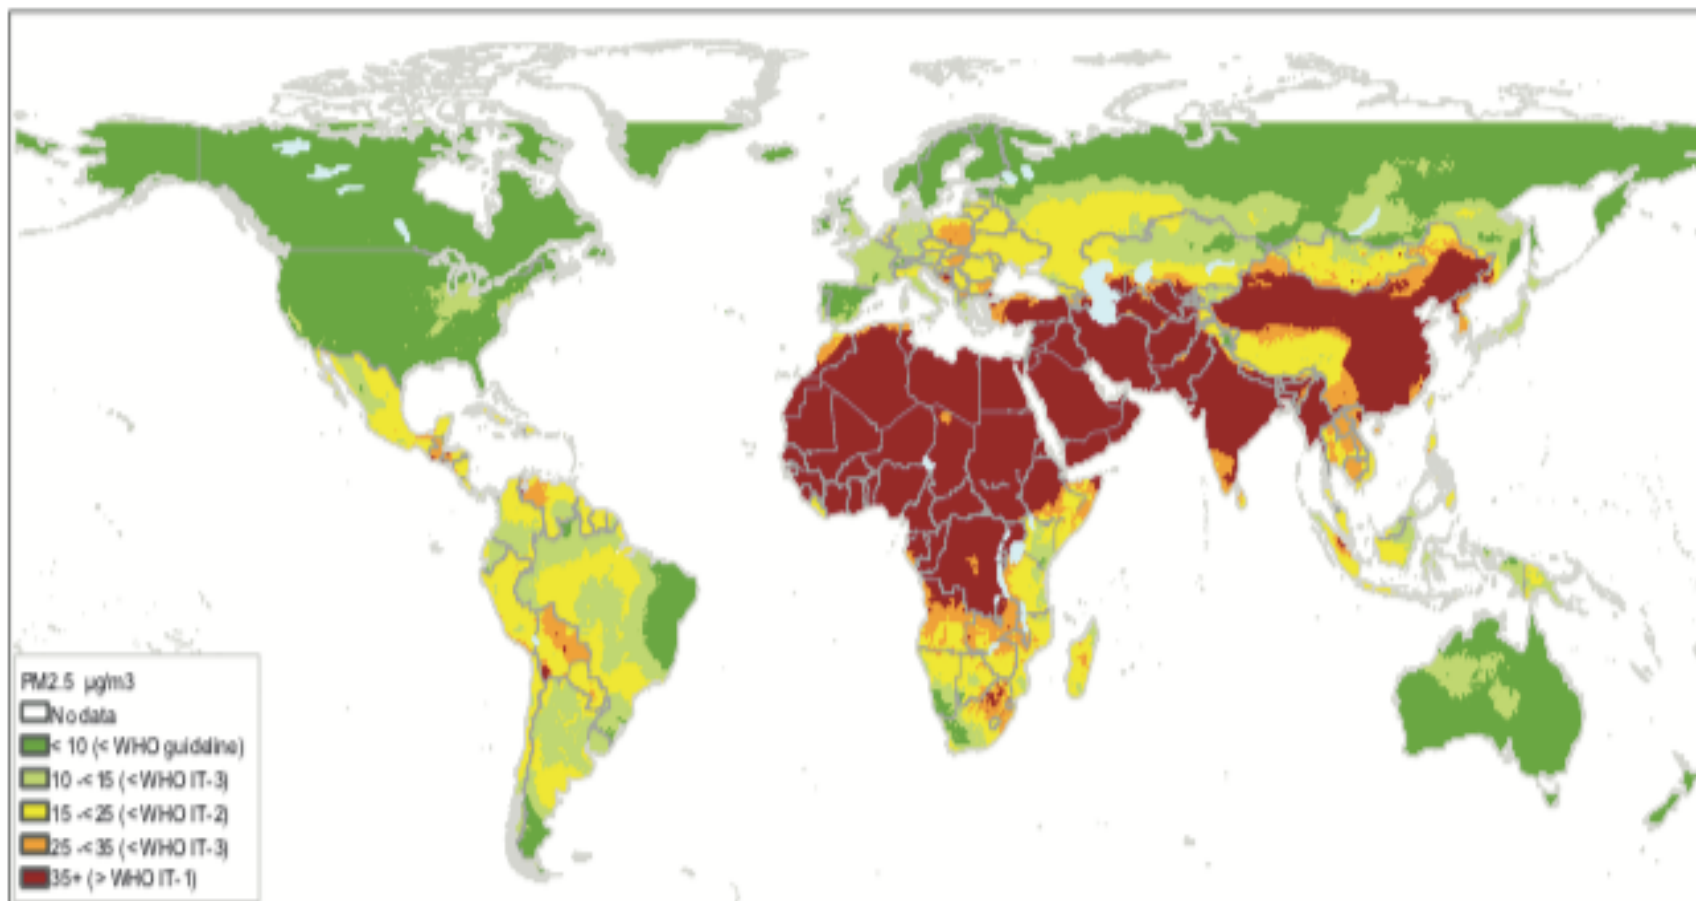 PM2.5 µg/m3
No data
< 10 (< WHO guideline)
10 -< 15 (< WHO IT-3)
15 -< 25 (< WHO IT-2)
25 -< 35 (< WHO IT-3)
35+ (> WHO IT-1)